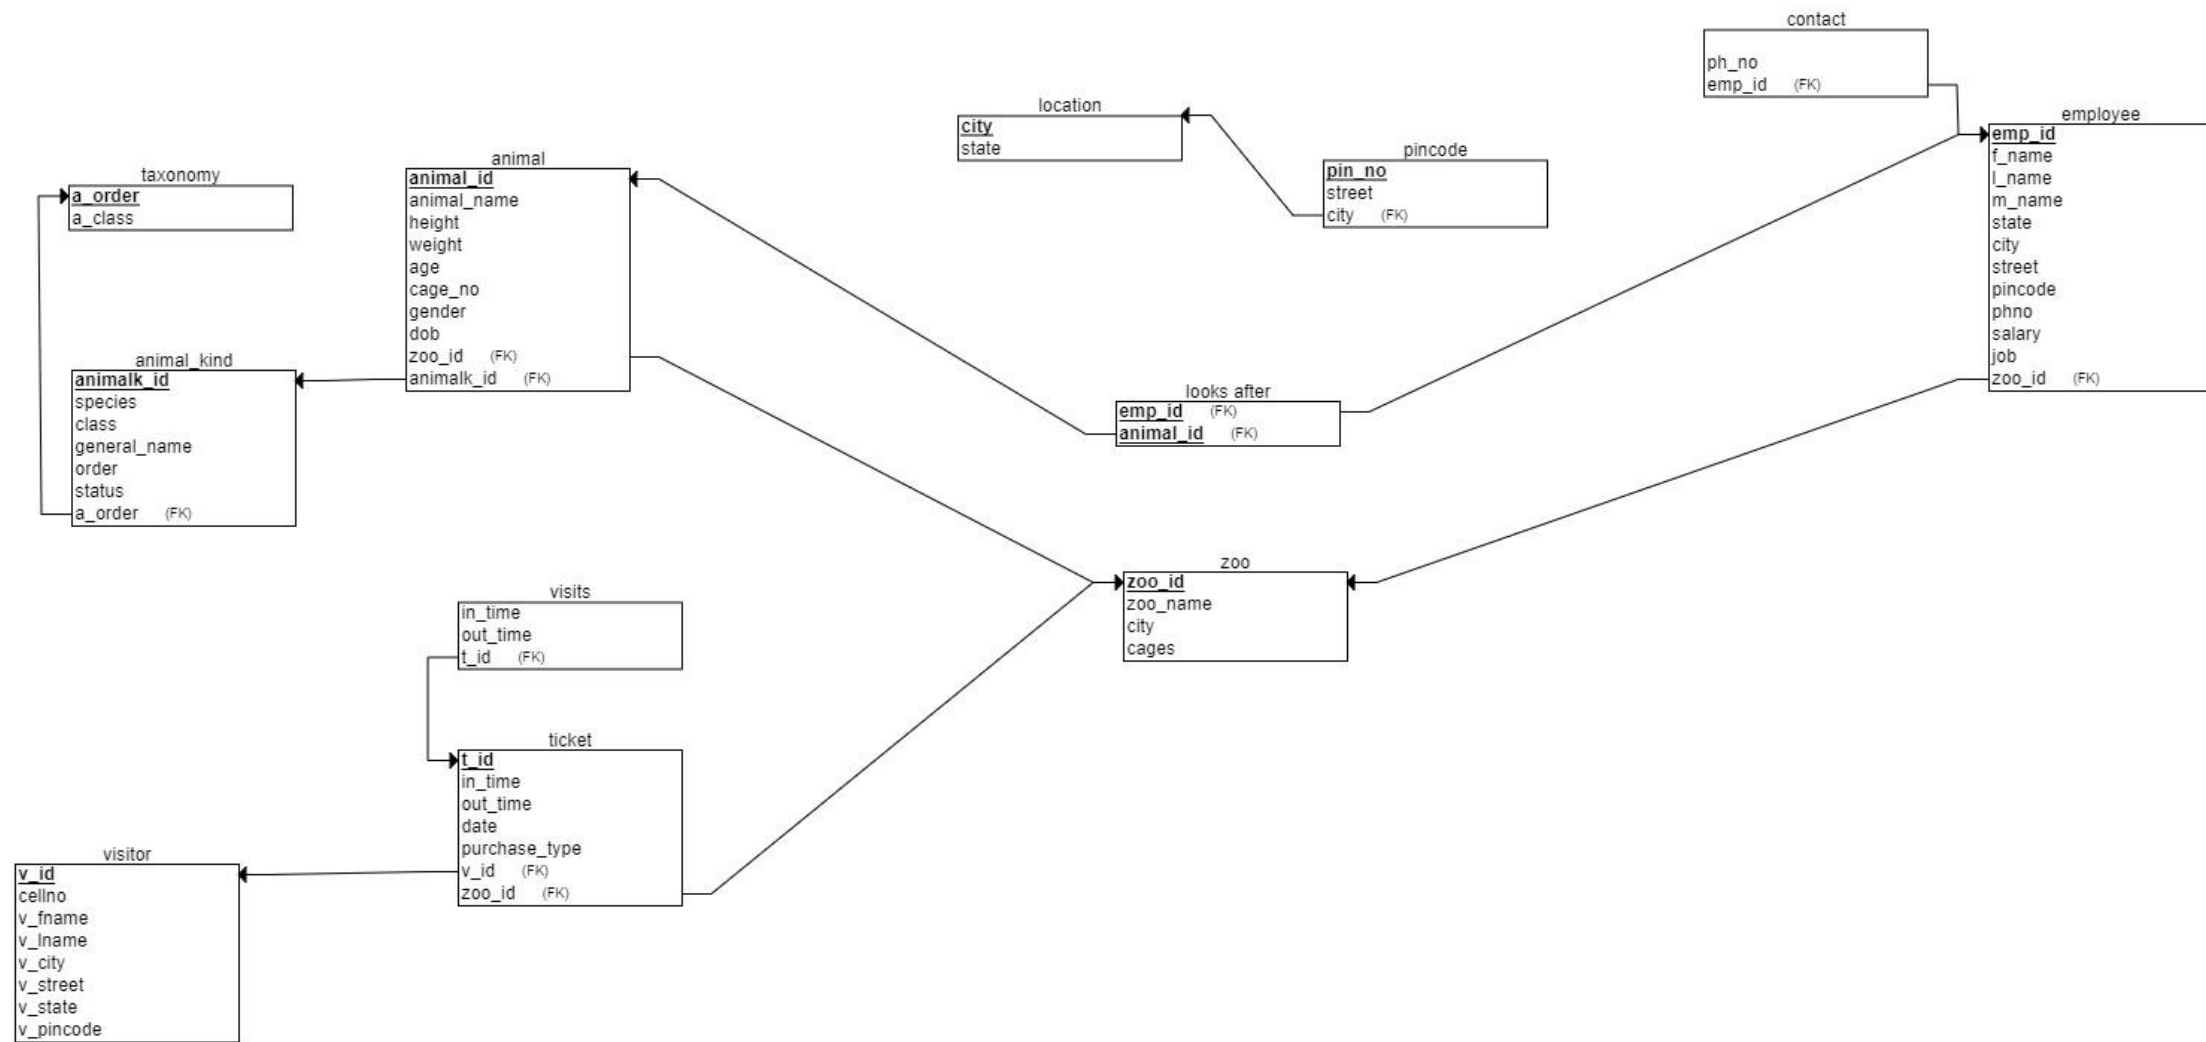 contact
ph_no
emp_id (FK)
location
city
state
employee
emp_id
f_name
l_name
m_name
state
city
street
pincode
phno
salary
job
zoo_id (FK)
pincode
pin_no
street
city (FK)
animal
animal_id
animal_name
height
weight
age
cage_no
gender
dob
zoo_id (FK)
animalk_id (FK)
taxonomy
a_order
a_class
animal_kind
animalk_id
species
class
general_name
order
status
a_order (FK)
looks after
emp_id (FK)
animal_id (FK)
zoo
zoo_id
zoo_name
city
cages
visits
in_time
out_time
t_id (FK)
ticket
t_id
in_time
out_time
date
purchase_type
v_id (FK)
zoo_id (FK)
visitor
v_id
cellno
v_fname
v_lname
v_city
v_street
v_state
v_pincode